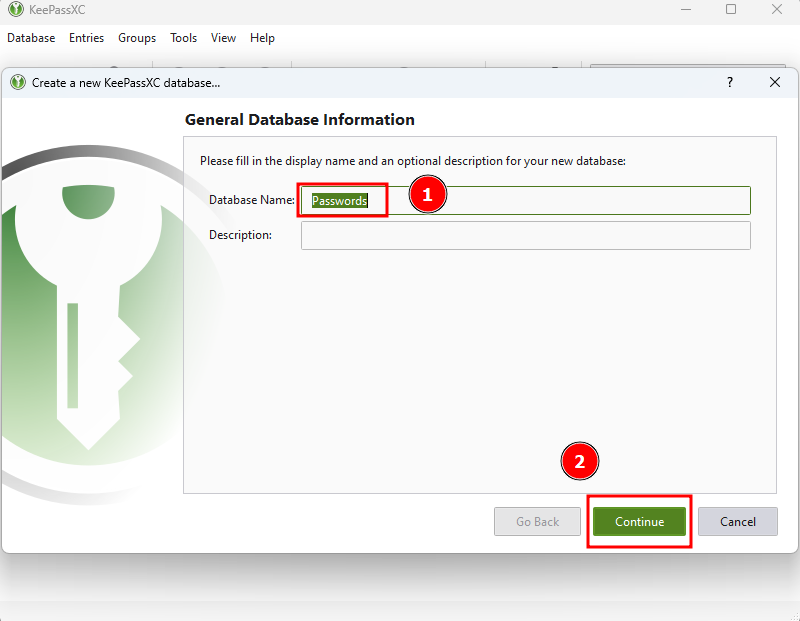 KeePassXC
Database Entries Groups Tools View Help
Create a new KeePassXC database...
?
General Database Information
Please fill in the display name and an optional description for your new database:
Database Name: Passwords
1
Description:
2
Go Back Continue Cancel